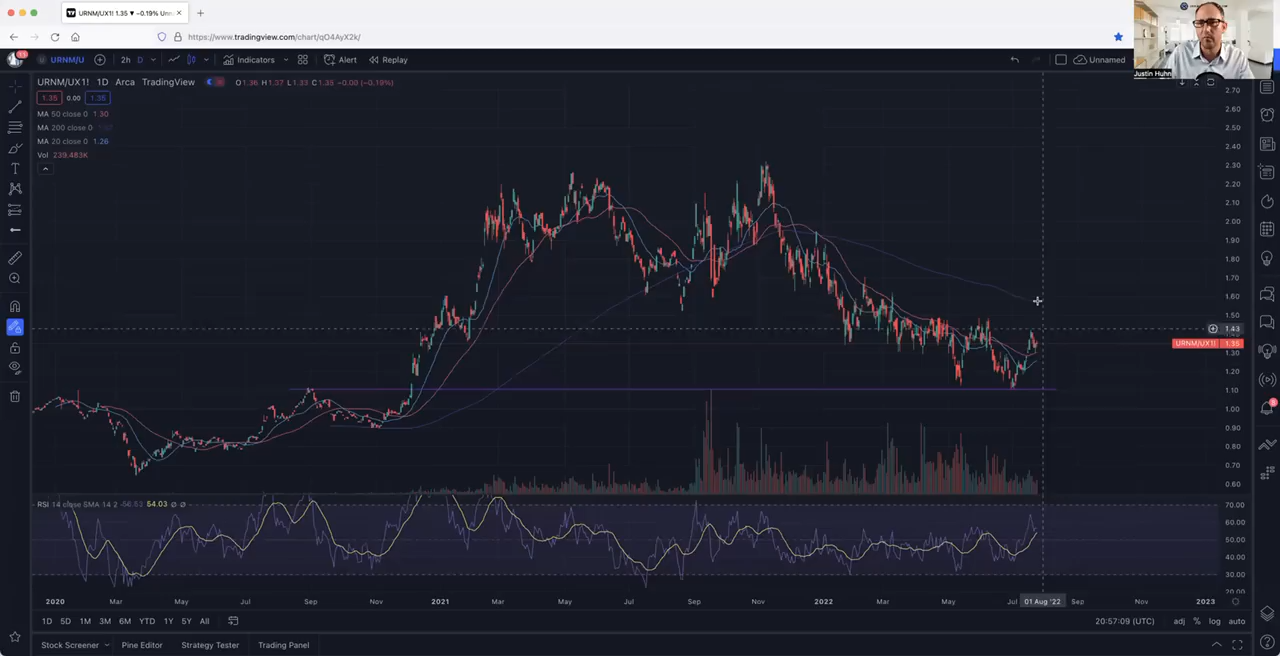 URNM/UX1! 1.35 ▼ −0.19% Un
https://www.tradingview.com/chart/qO4AyX2k/
Justin Huhn
13 URNM/U 2h D Indicators Alert Replay Unnamed
URNM/UX1! 1D Arca TradingView O1.36 H1.37 L1.33 C1.35 −0.00 (−0.19%)
1.35 0.00 1.35
MA 50 close 0 1.30
MA 200 close 0
MA 20 close 0 1.26
Vol 239.483K
2.70
2.60
2.50
2.40
2.30
2.20
2.10
2.00
1.90
1.80
1.70
1.60
1.50
1.43
URNM/UX1! 1.35
1.30
1.20
1.10
1.00
0.90
0.80
0.70
0.60
RSI 14 close SMA 14 2 54.03 ∅ ∅
70.00
60.00
50.00
40.00
30.00
20.00
2020 Mar May Jul Sep Nov 2021 Mar May Jul Sep Nov 2022 Mar May Jul 01 Aug '22 Sep Nov 2023
1D 5D 1M 3M 6M YTD 1Y 5Y All 20:57:09 (UTC) adj % log auto
Stock Screener Pine Editor Strategy Tester Trading Panel